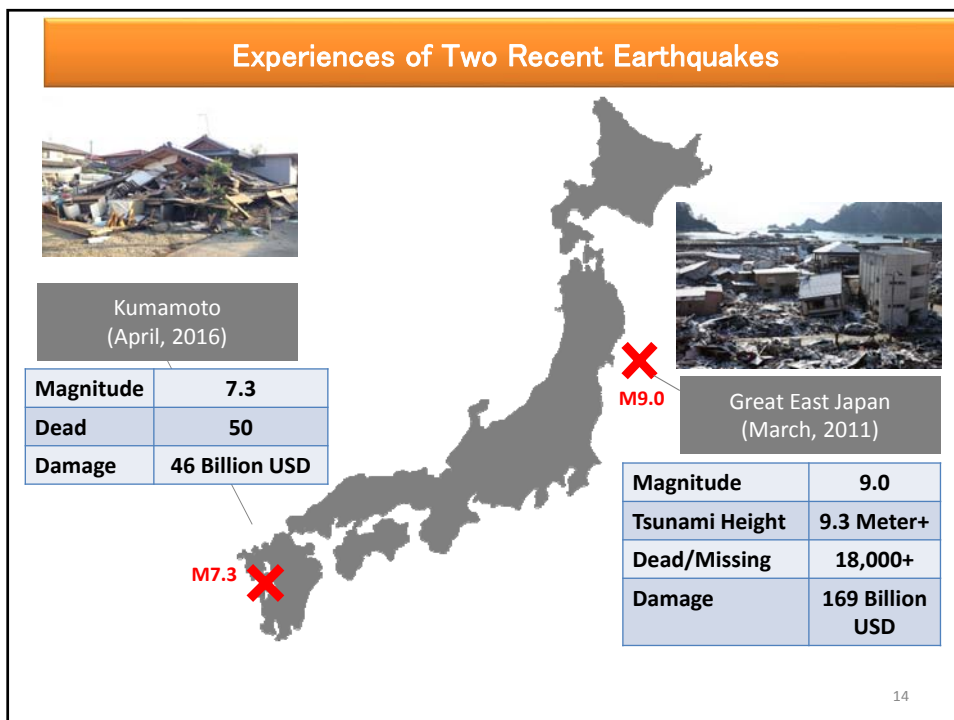 Experiences of Two Recent Earthquakes
Kumamoto
(April, 2016)
Magnitude 7.3
Dead 50
Damage 46 Billion USD
M7.3
M9.0
Great East Japan
(March, 2011)
Magnitude 9.0
Tsunami Height 9.3 Meter+
Dead/Missing 18,000+
Damage 169 Billion
USD
14